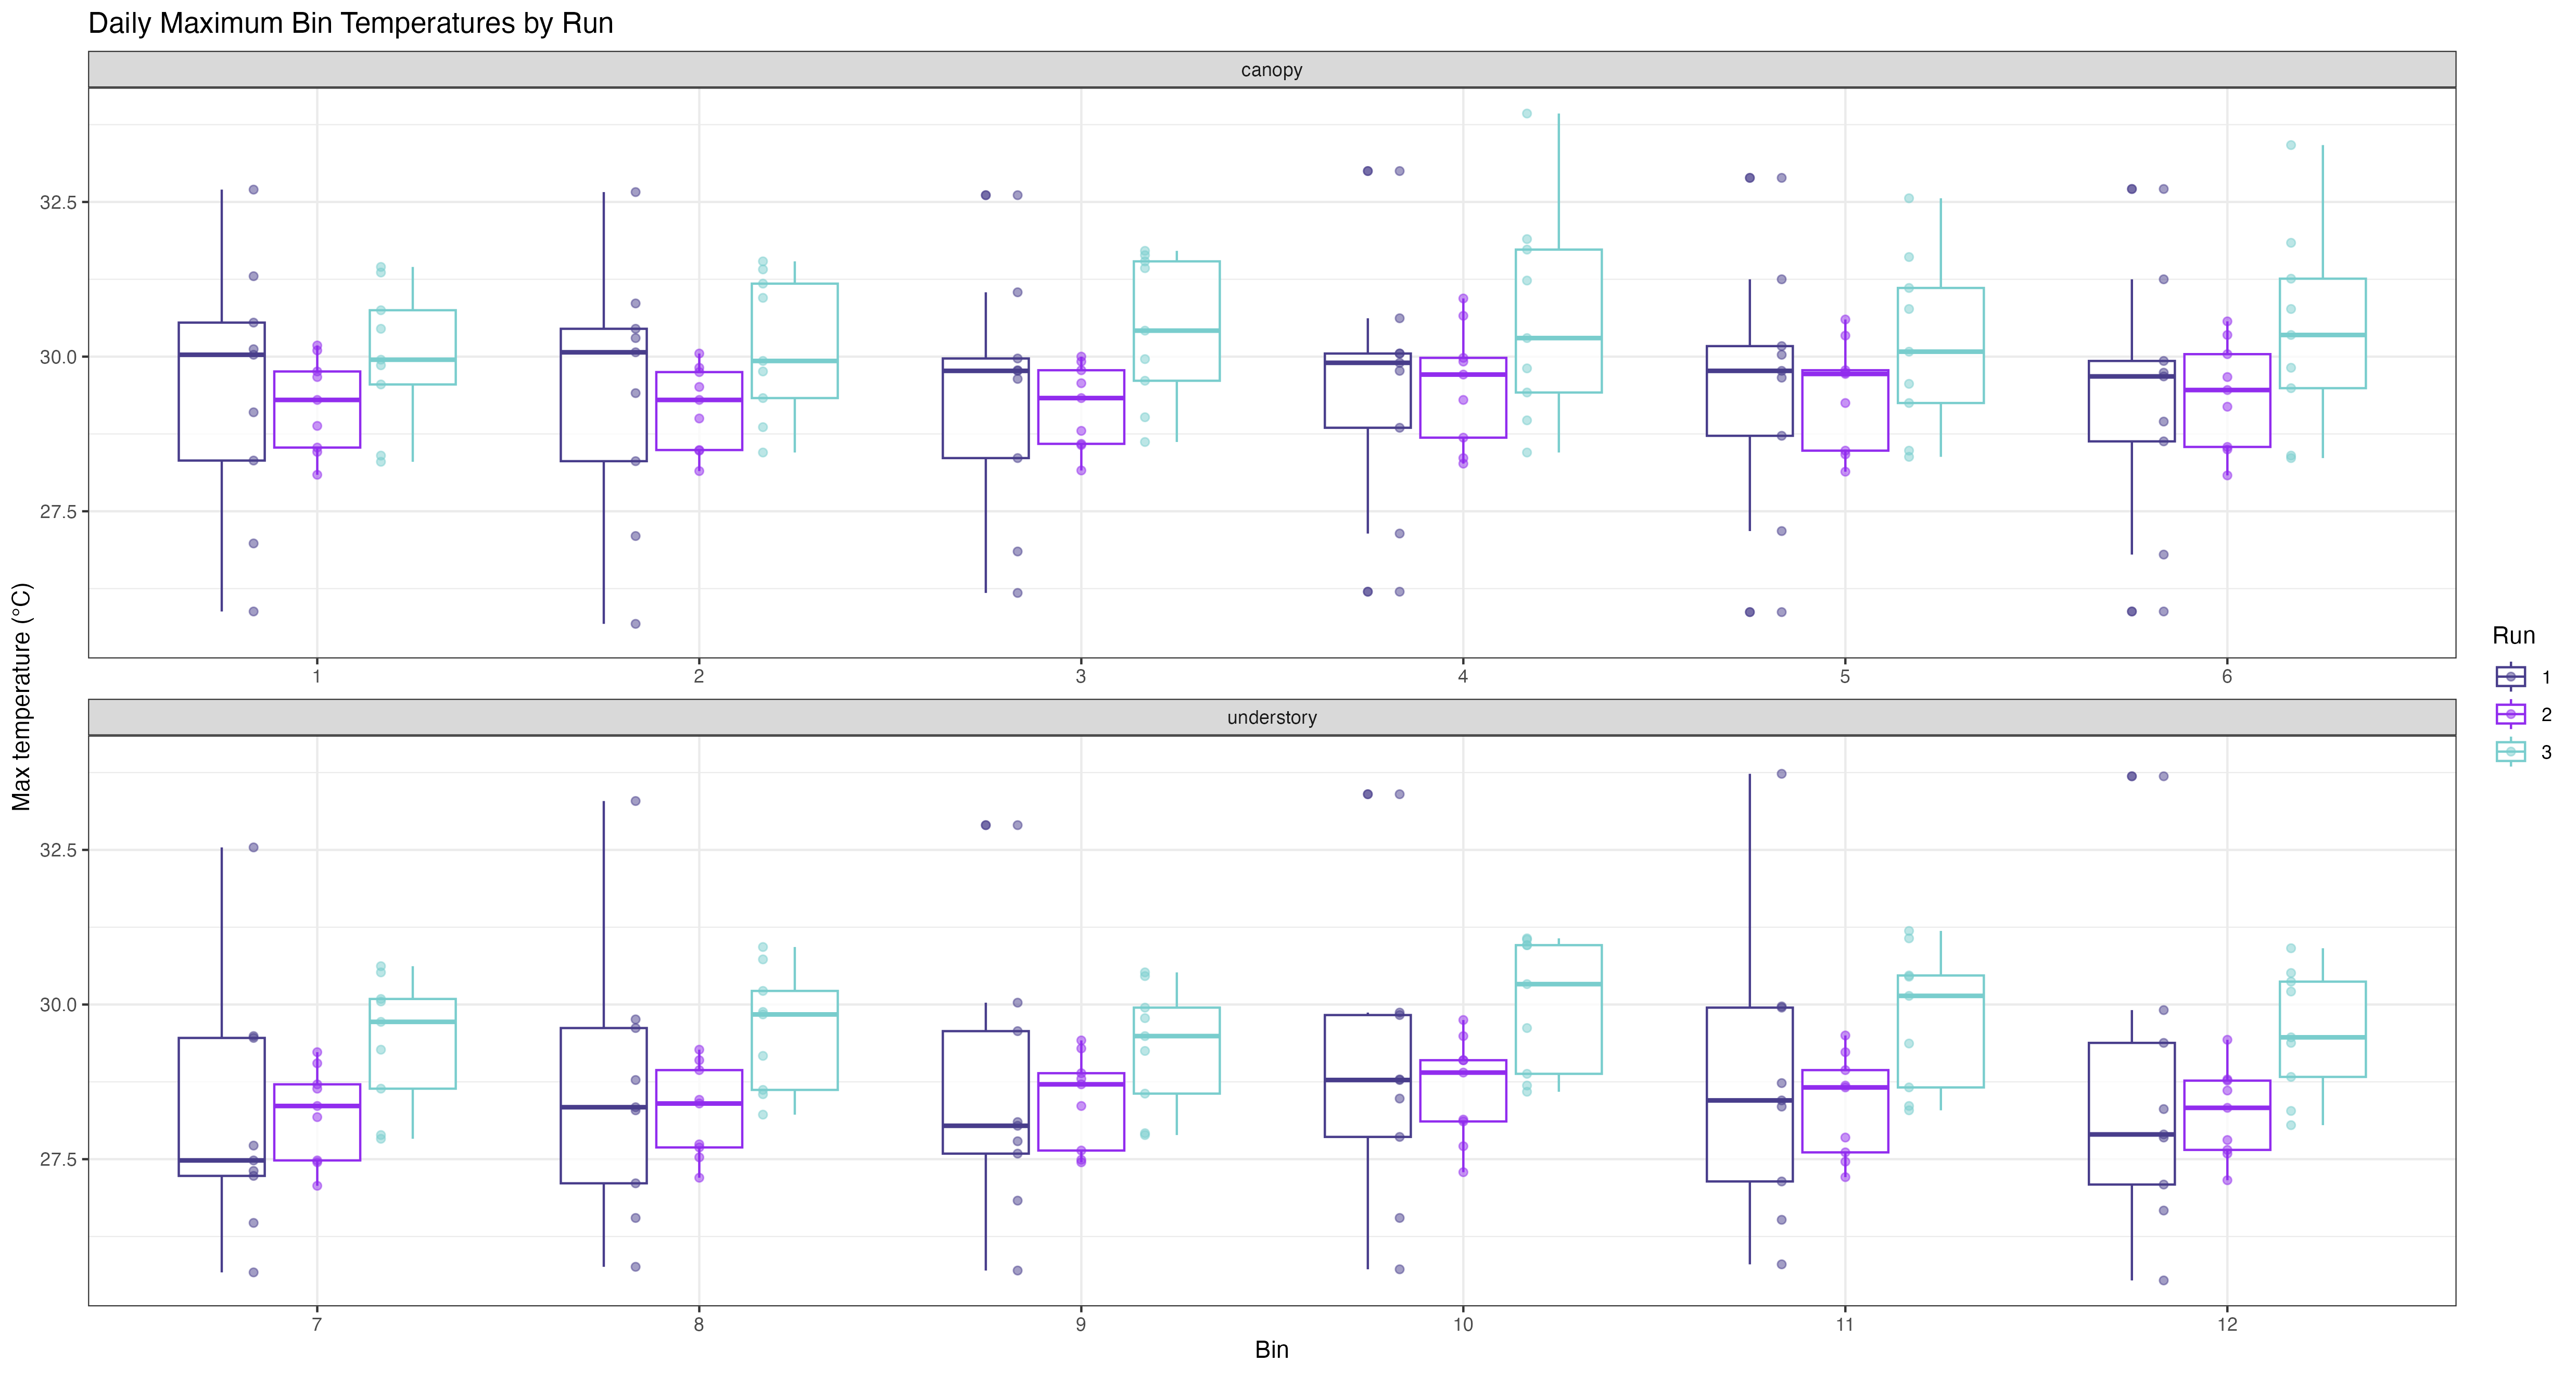 Daily Maximum Bin Temperatures by Run
canopy
32.5
30.0
27.5
1 2 3 4 5 6
understory
32.5
30.0
27.5
7 8 9 10 11 12
Bin
Max temperature (°C)
Run
1
2
3